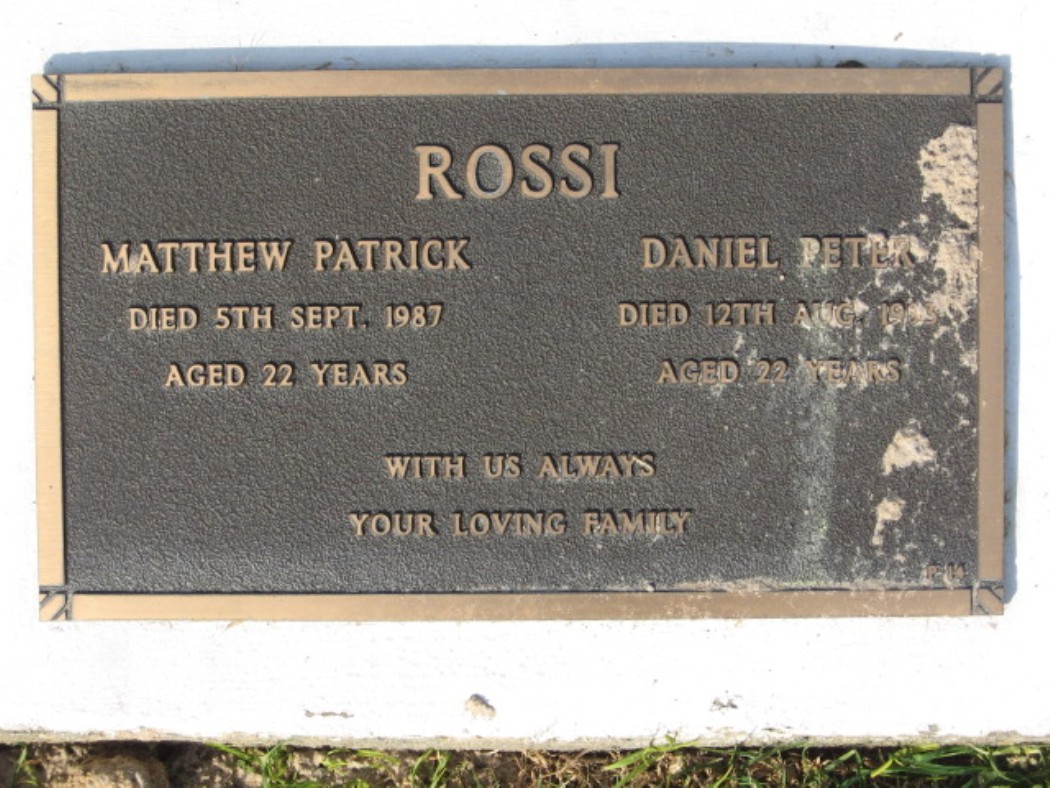 ROSSI
MATTHEW PATRICK
DIED 5TH SEPT. 1987
AGED 22 YEARS
DANIEL PETER
DIED 12TH AUG.
AGED 22 YEARS
WITH US ALWAYS
YOUR LOVING FAMILY